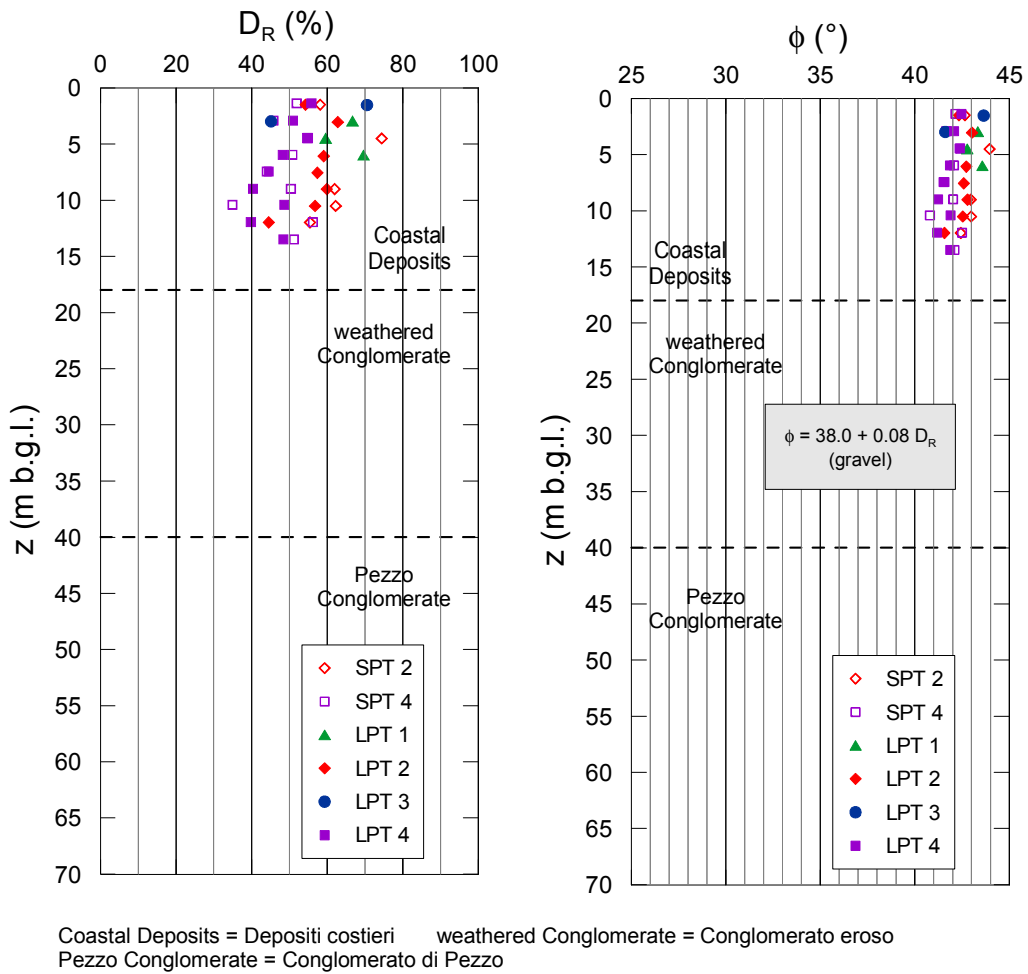 D_R (%)
0 20 40 60 80 100
0
5
10
15
20
25
30
35
40
45
50
55
60
65
70
z (m b.g.l.)
Coastal
Deposits
weathered
Conglomerate
Pezzo
Conglomerate
SPT 2
SPT 4
LPT 1
LPT 2
LPT 3
LPT 4
ϕ (°)
25 30 35 40 45
0
5
10
15
20
25
30
35
40
45
50
55
60
65
70
z (m b.g.l.)
Coastal
Deposits
weathered
Conglomerate
ϕ = 38.0 + 0.08 D_R
(gravel)
Pezzo
Conglomerate
SPT 2
SPT 4
LPT 1
LPT 2
LPT 3
LPT 4
Coastal Deposits = Depositi costieri weathered Conglomerate = Conglomerato eroso
Pezzo Conglomerate = Conglomerato di Pezzo